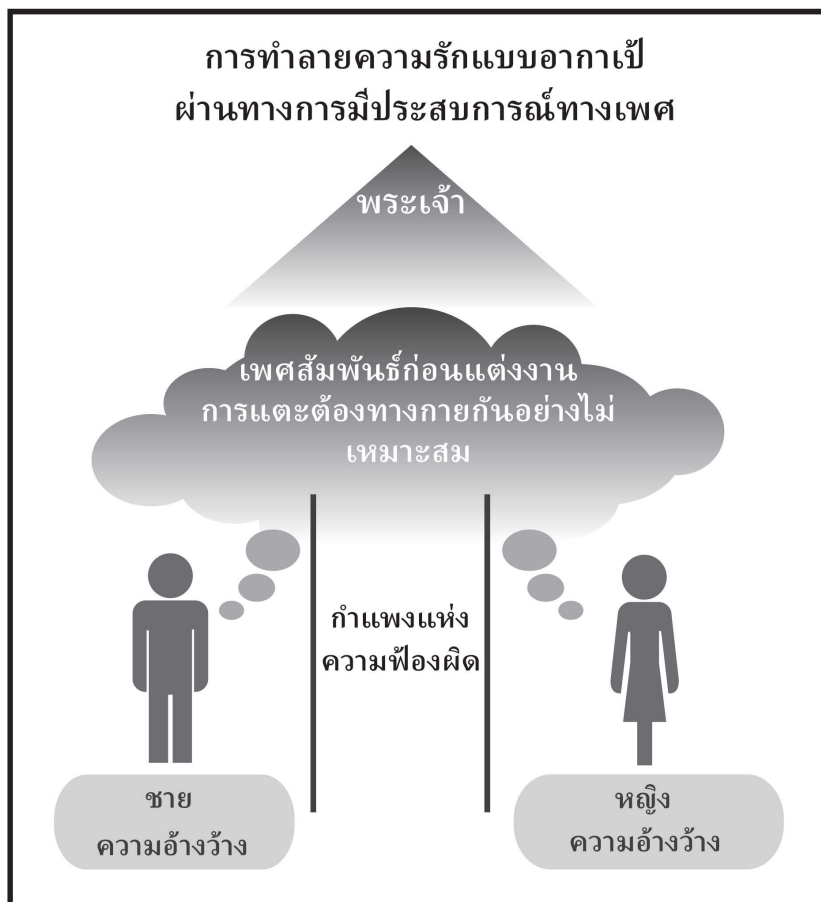 การทำลายความรักแบบอากาเป้
ผ่านทางการมีประสบการณ์ทางเพศ
พระเจ้า
เพศสัมพันธ์ก่อนแต่งงาน
การแตะต้องทางกายกันอย่างไม่
เหมาะสม
กำแพงแห่ง
ความฟ้องผิด
ชาย
ความอ้างว้าง
หญิง
ความอ้างว้าง